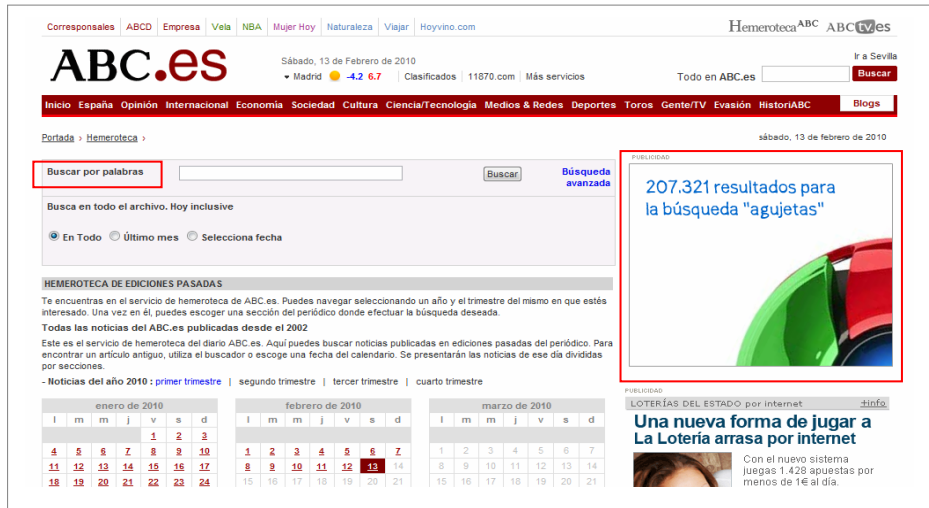 Corresponsales ABCD Empresa Vela NBA Mujer Hoy Naturaleza Viajar Hoyvino.com
Hemeroteca ABC ABC tv.es
ABC.es
Sábado, 13 de Febrero de 2010
Madrid -4.2 6.7 Clasificados 11870.com Más servicios
Ir a Sevilla
Todo en ABC.es Buscar
Inicio España Opinión Internacional Economía Sociedad Cultura Ciencia/Tecnología Medios & Redes Deportes Toros Gente/TV Evasión HistoriABC Blogs
Portada › Hemeroteca ›
sábado, 13 de febrero de 2010
Buscar por palabras Buscar Búsqueda avanzada
Busca en todo el archivo. Hoy inclusive
En Todo Último mes Selecciona fecha
PUBLICIDAD
207.321 resultados para
la búsqueda "agujetas"
HEMEROTECA DE EDICIONES PASADAS
Te encuentras en el servicio de hemeroteca de ABC.es. Puedes navegar seleccionando un año y el trimestre del mismo en que estés
interesado. Una vez en él, puedes escoger una sección del periódico donde efectuar la búsqueda deseada.
Todas las noticias del ABC.es publicadas desde el 2002
Este es el servicio de hemeroteca del diario ABC.es. Aquí puedes buscar noticias publicadas en ediciones pasadas del periódico. Para
encontrar un artículo antiguo, utiliza el buscador o escoge una fecha del calendario. Se presentarán las noticias de ese día divididas
por secciones.
- Noticias del año 2010 : primer trimestre | segundo trimestre | tercer trimestre | cuarto trimestre
enero de 2010
l m m j v s d
1 2 3
4 5 6 7 8 9 10
11 12 13 14 15 16 17
18 19 20 21 22 23 24
febrero de 2010
l m m j v s d
1 2 3 4 5 6 7
8 9 10 11 12 13 14
15 16 17 18 19 20 21
marzo de 2010
l m m j v s d
1 2 3 4 5 6 7
8 9 10 11 12 13 14
15 16 17 18 19 20 21
PUBLICIDAD
LOTERÍAS DEL ESTADO por internet +info
Una nueva forma de jugar a
La Lotería arrasa por internet
Con el nuevo sistema
juegas 1.428 apuestas por
menos de 1€ al día.